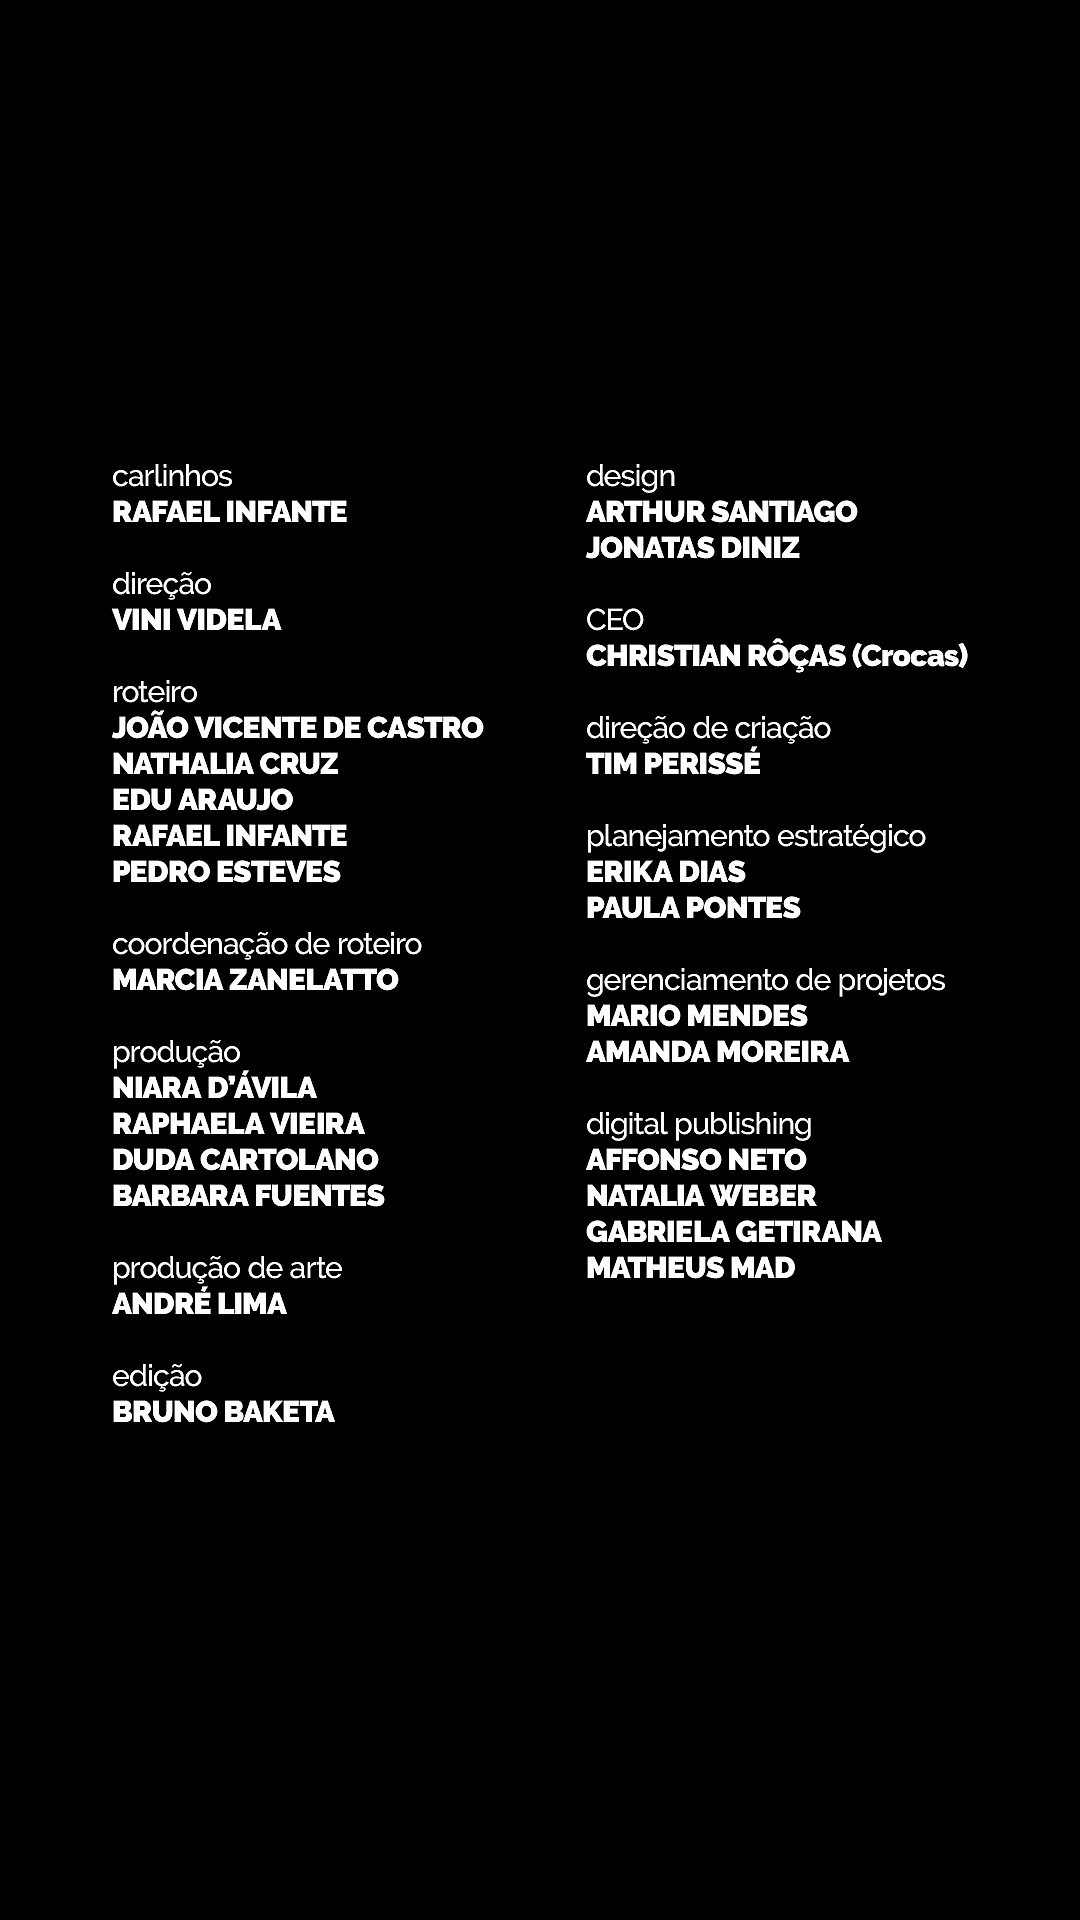 carlinhos
RAFAEL INFANTE
direção
VINI VIDELA
roteiro
JOÃO VICENTE DE CASTRO
NATHALIA CRUZ
EDU ARAUJO
RAFAEL INFANTE
PEDRO ESTEVES
coordenação de roteiro
MARCIA ZANELATTO
produção
NIARA D’ÁVILA
RAPHAELA VIEIRA
DUDA CARTOLANO
BARBARA FUENTES
produção de arte
ANDRÉ LIMA
edição
BRUNO BAKETA
design
ARTHUR SANTIAGO
JONATAS DINIZ
CEO
CHRISTIAN RÔÇAS (Crocas)
direção de criação
TIM PERISSÉ
planejamento estratégico
ERIKA DIAS
PAULA PONTES
gerenciamento de projetos
MARIO MENDES
AMANDA MOREIRA
digital publishing
AFFONSO NETO
NATALIA WEBER
GABRIELA GETIRANA
MATHEUS MAD